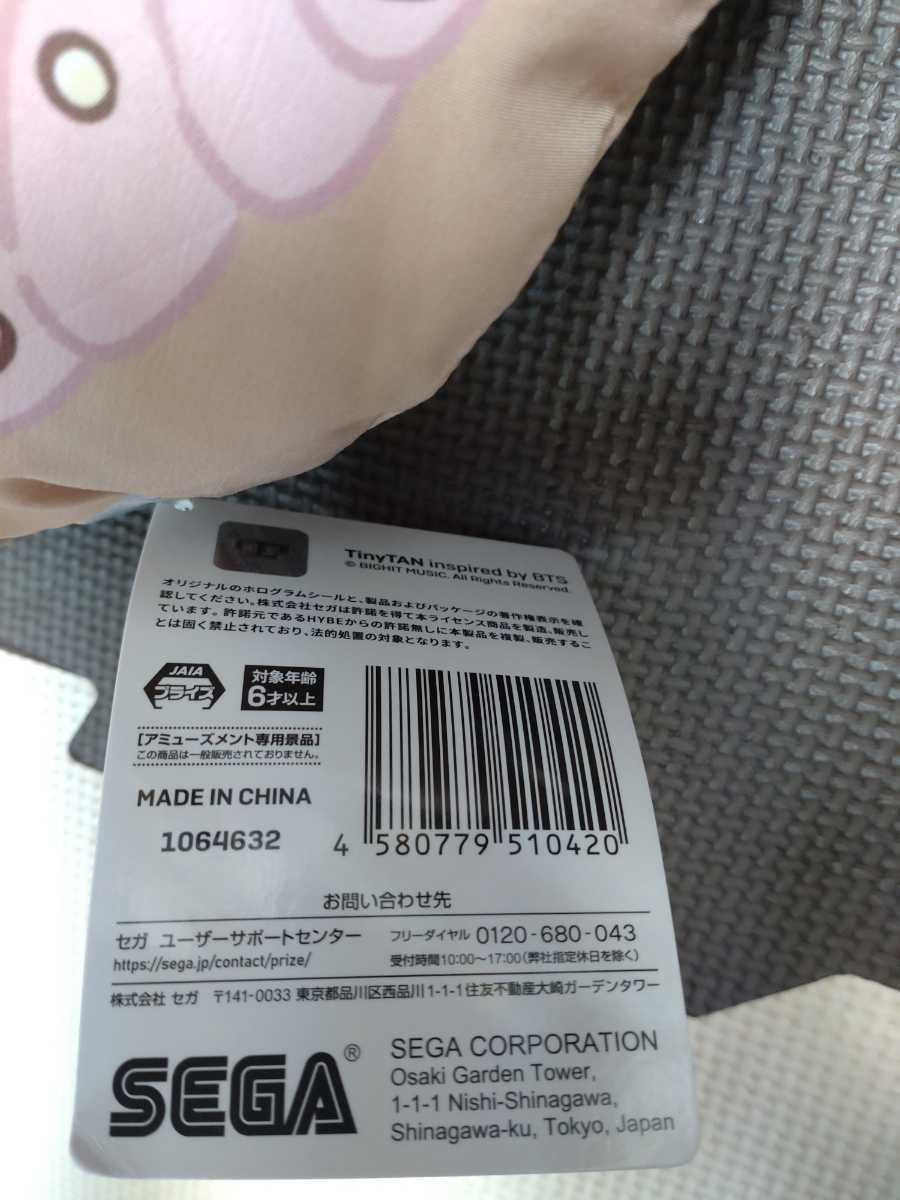 TinyTAN inspired by BTS
© BIGHIT MUSIC. All Rights Reserved.
オリジナルのホログラムシールと、製品およびパッケージの著作権表示を確
認してください。株式会社セガは許諾を得て本ライセンス商品を製造、販売し
ています。許諾元であるHYBEからの許諾無しに本製品を複製、販売するこ
とは固く禁止されており、法的処置の対象となります。
JAIA
プライズ
対象年齢
6才以上
[アミューズメント専用景品]
この商品は一般販売されておりません。
MADE IN CHINA
1064632
4 580779 510420
お問い合わせ先
セガ ユーザーサポートセンター
フリーダイヤル 0120-680-043
https://sega.jp/contact/prize/
受付時間10:00〜17:00(弊社指定休日を除く)
株式会社 セガ 〒141-0033 東京都品川区西品川1-1-1住友不動産大崎ガーデンタワー
SEGA®
SEGA CORPORATION
Osaki Garden Tower,
1-1-1 Nishi-Shinagawa,
Shinagawa-ku, Tokyo, Japan